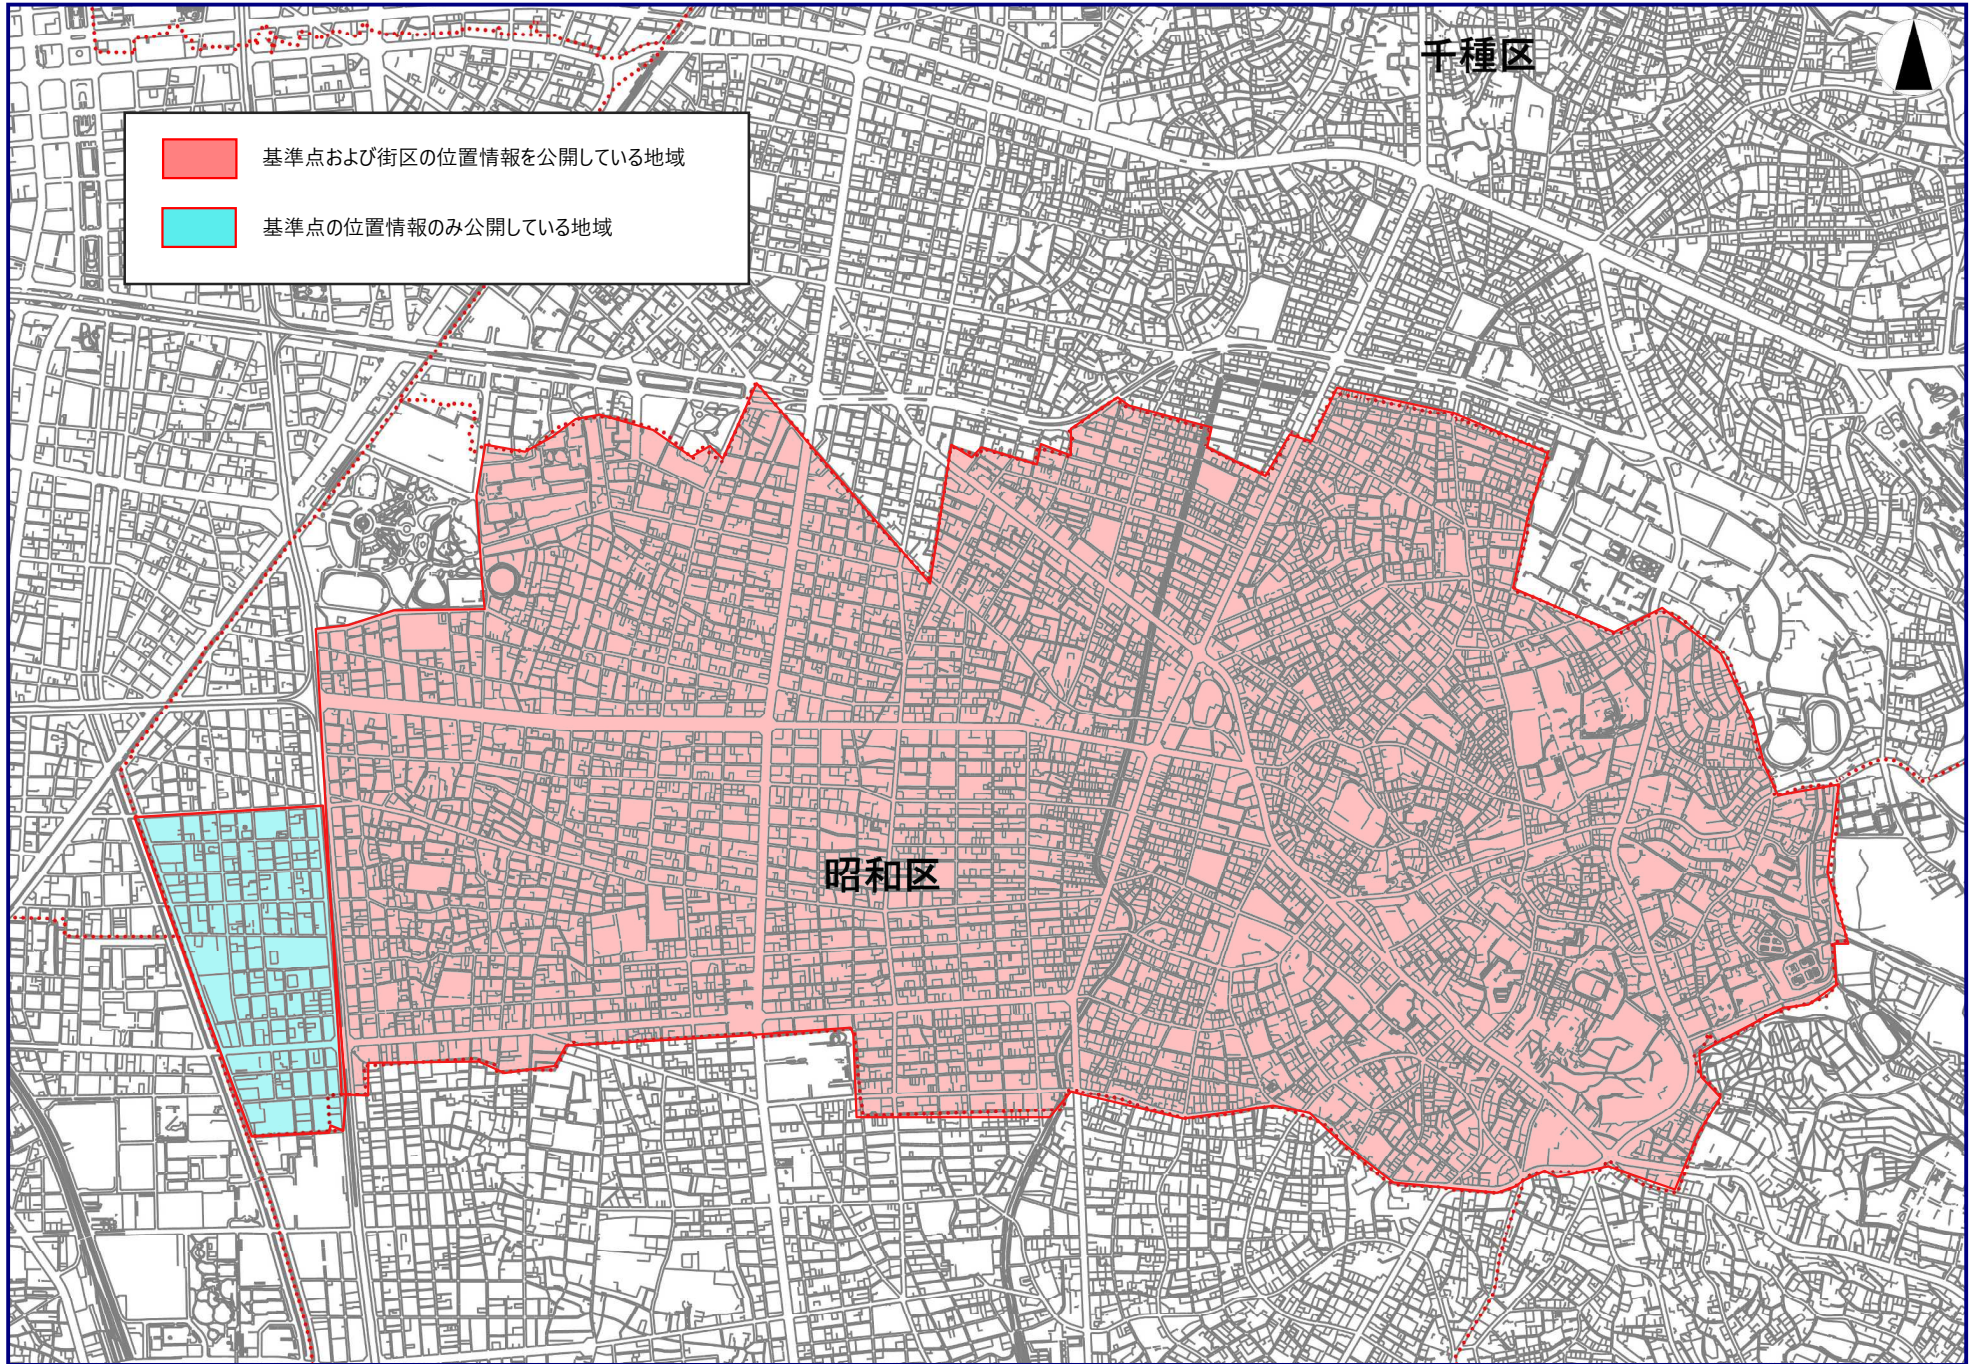 千種区
基準点および街区の位置情報を公開している地域
基準点の位置情報のみ公開している地域
昭和区